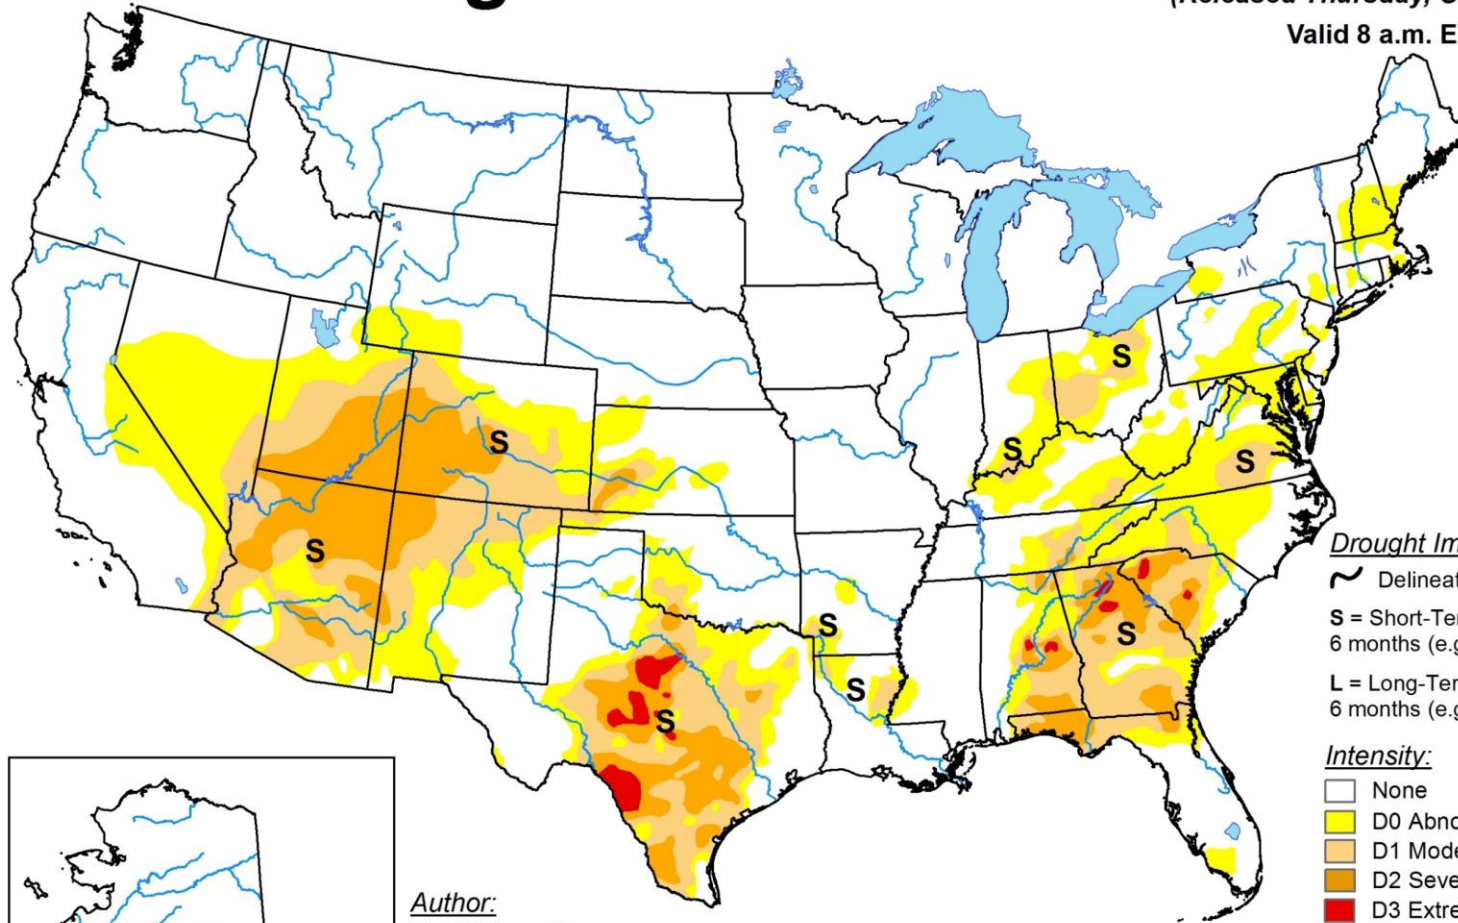 Valid 8 a.m. E
S
S
S
S
S
S
S
S
S
S
Drought Im
Delineat
S = Short-Ter
6 months (e.g
L = Long-Ter
6 months (e.g
Intensity:
None
D0 Abno
D1 Mode
D2 Seve
D3 Extre
Author: